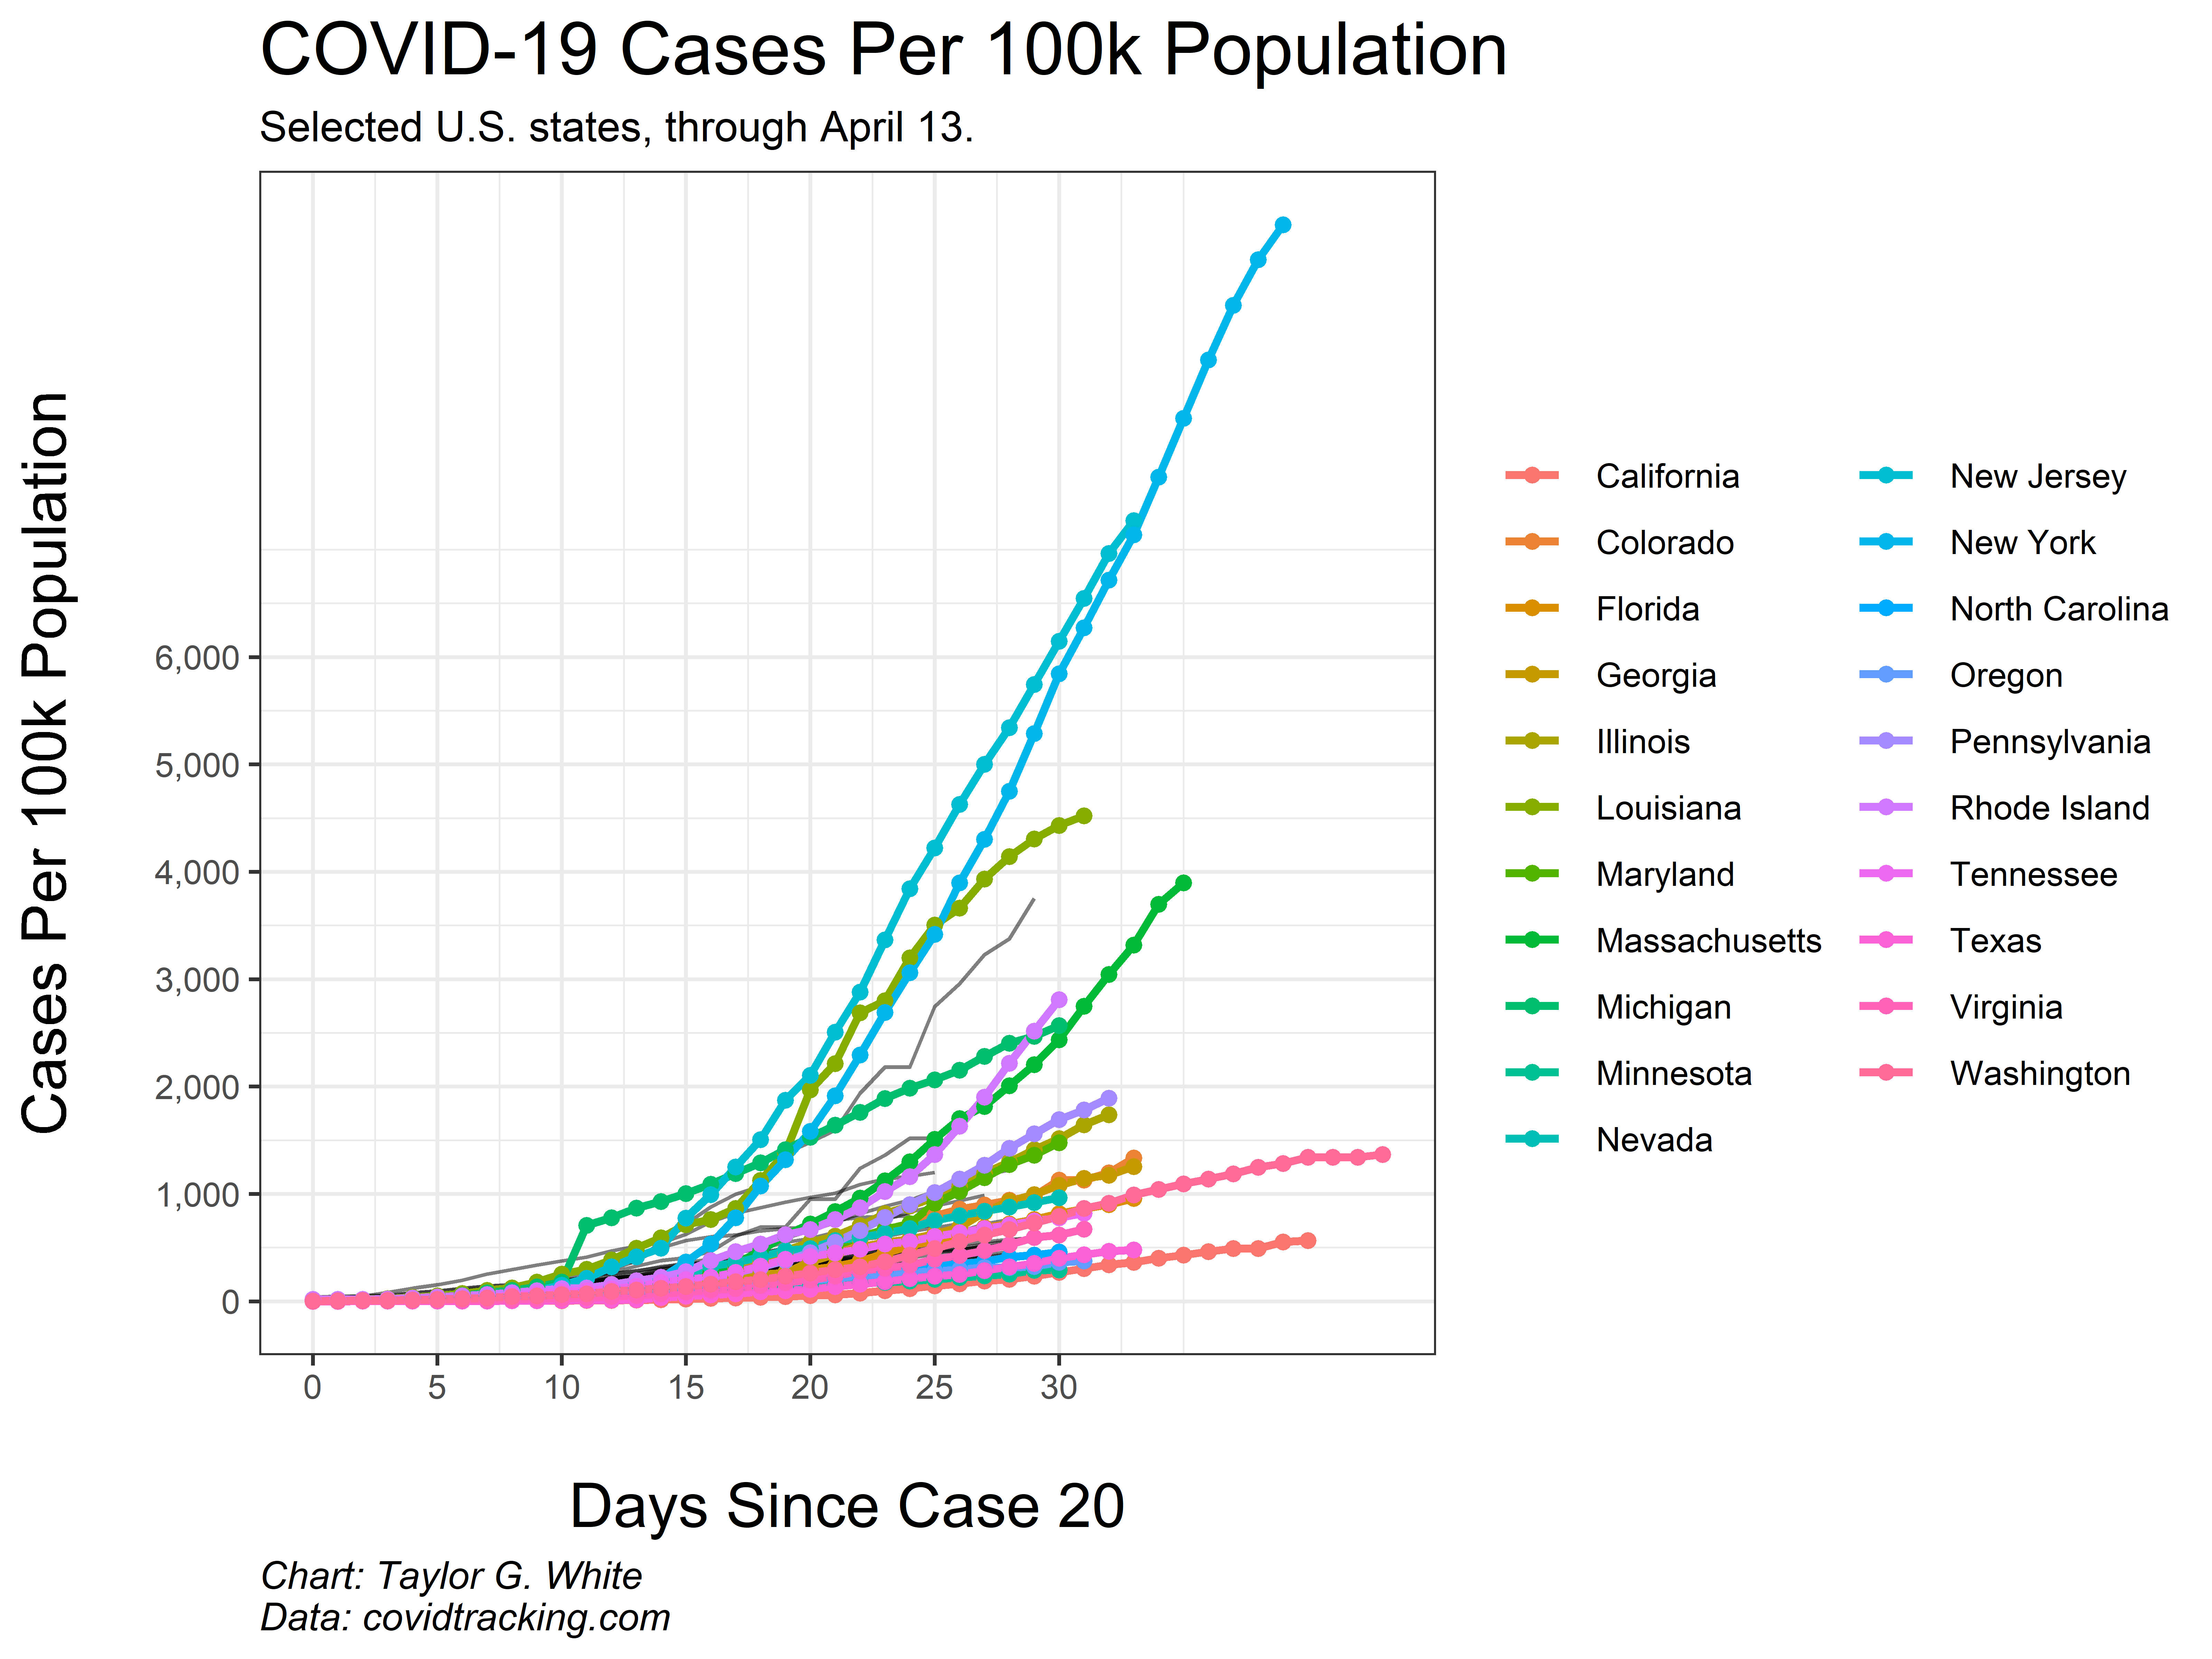 COVID-19 Cases Per 100k Population
Selected U.S. states, through April 13.
Cases Per 100k Population
6,000
5,000
4,000
3,000
2,000
1,000
0
0 5 10 15 20 25 30
Days Since Case 20
California
Colorado
Florida
Georgia
Illinois
Louisiana
Maryland
Massachusetts
Michigan
Minnesota
Nevada
New Jersey
New York
North Carolina
Oregon
Pennsylvania
Rhode Island
Tennessee
Texas
Virginia
Washington
Chart: Taylor G. White
Data: covidtracking.com